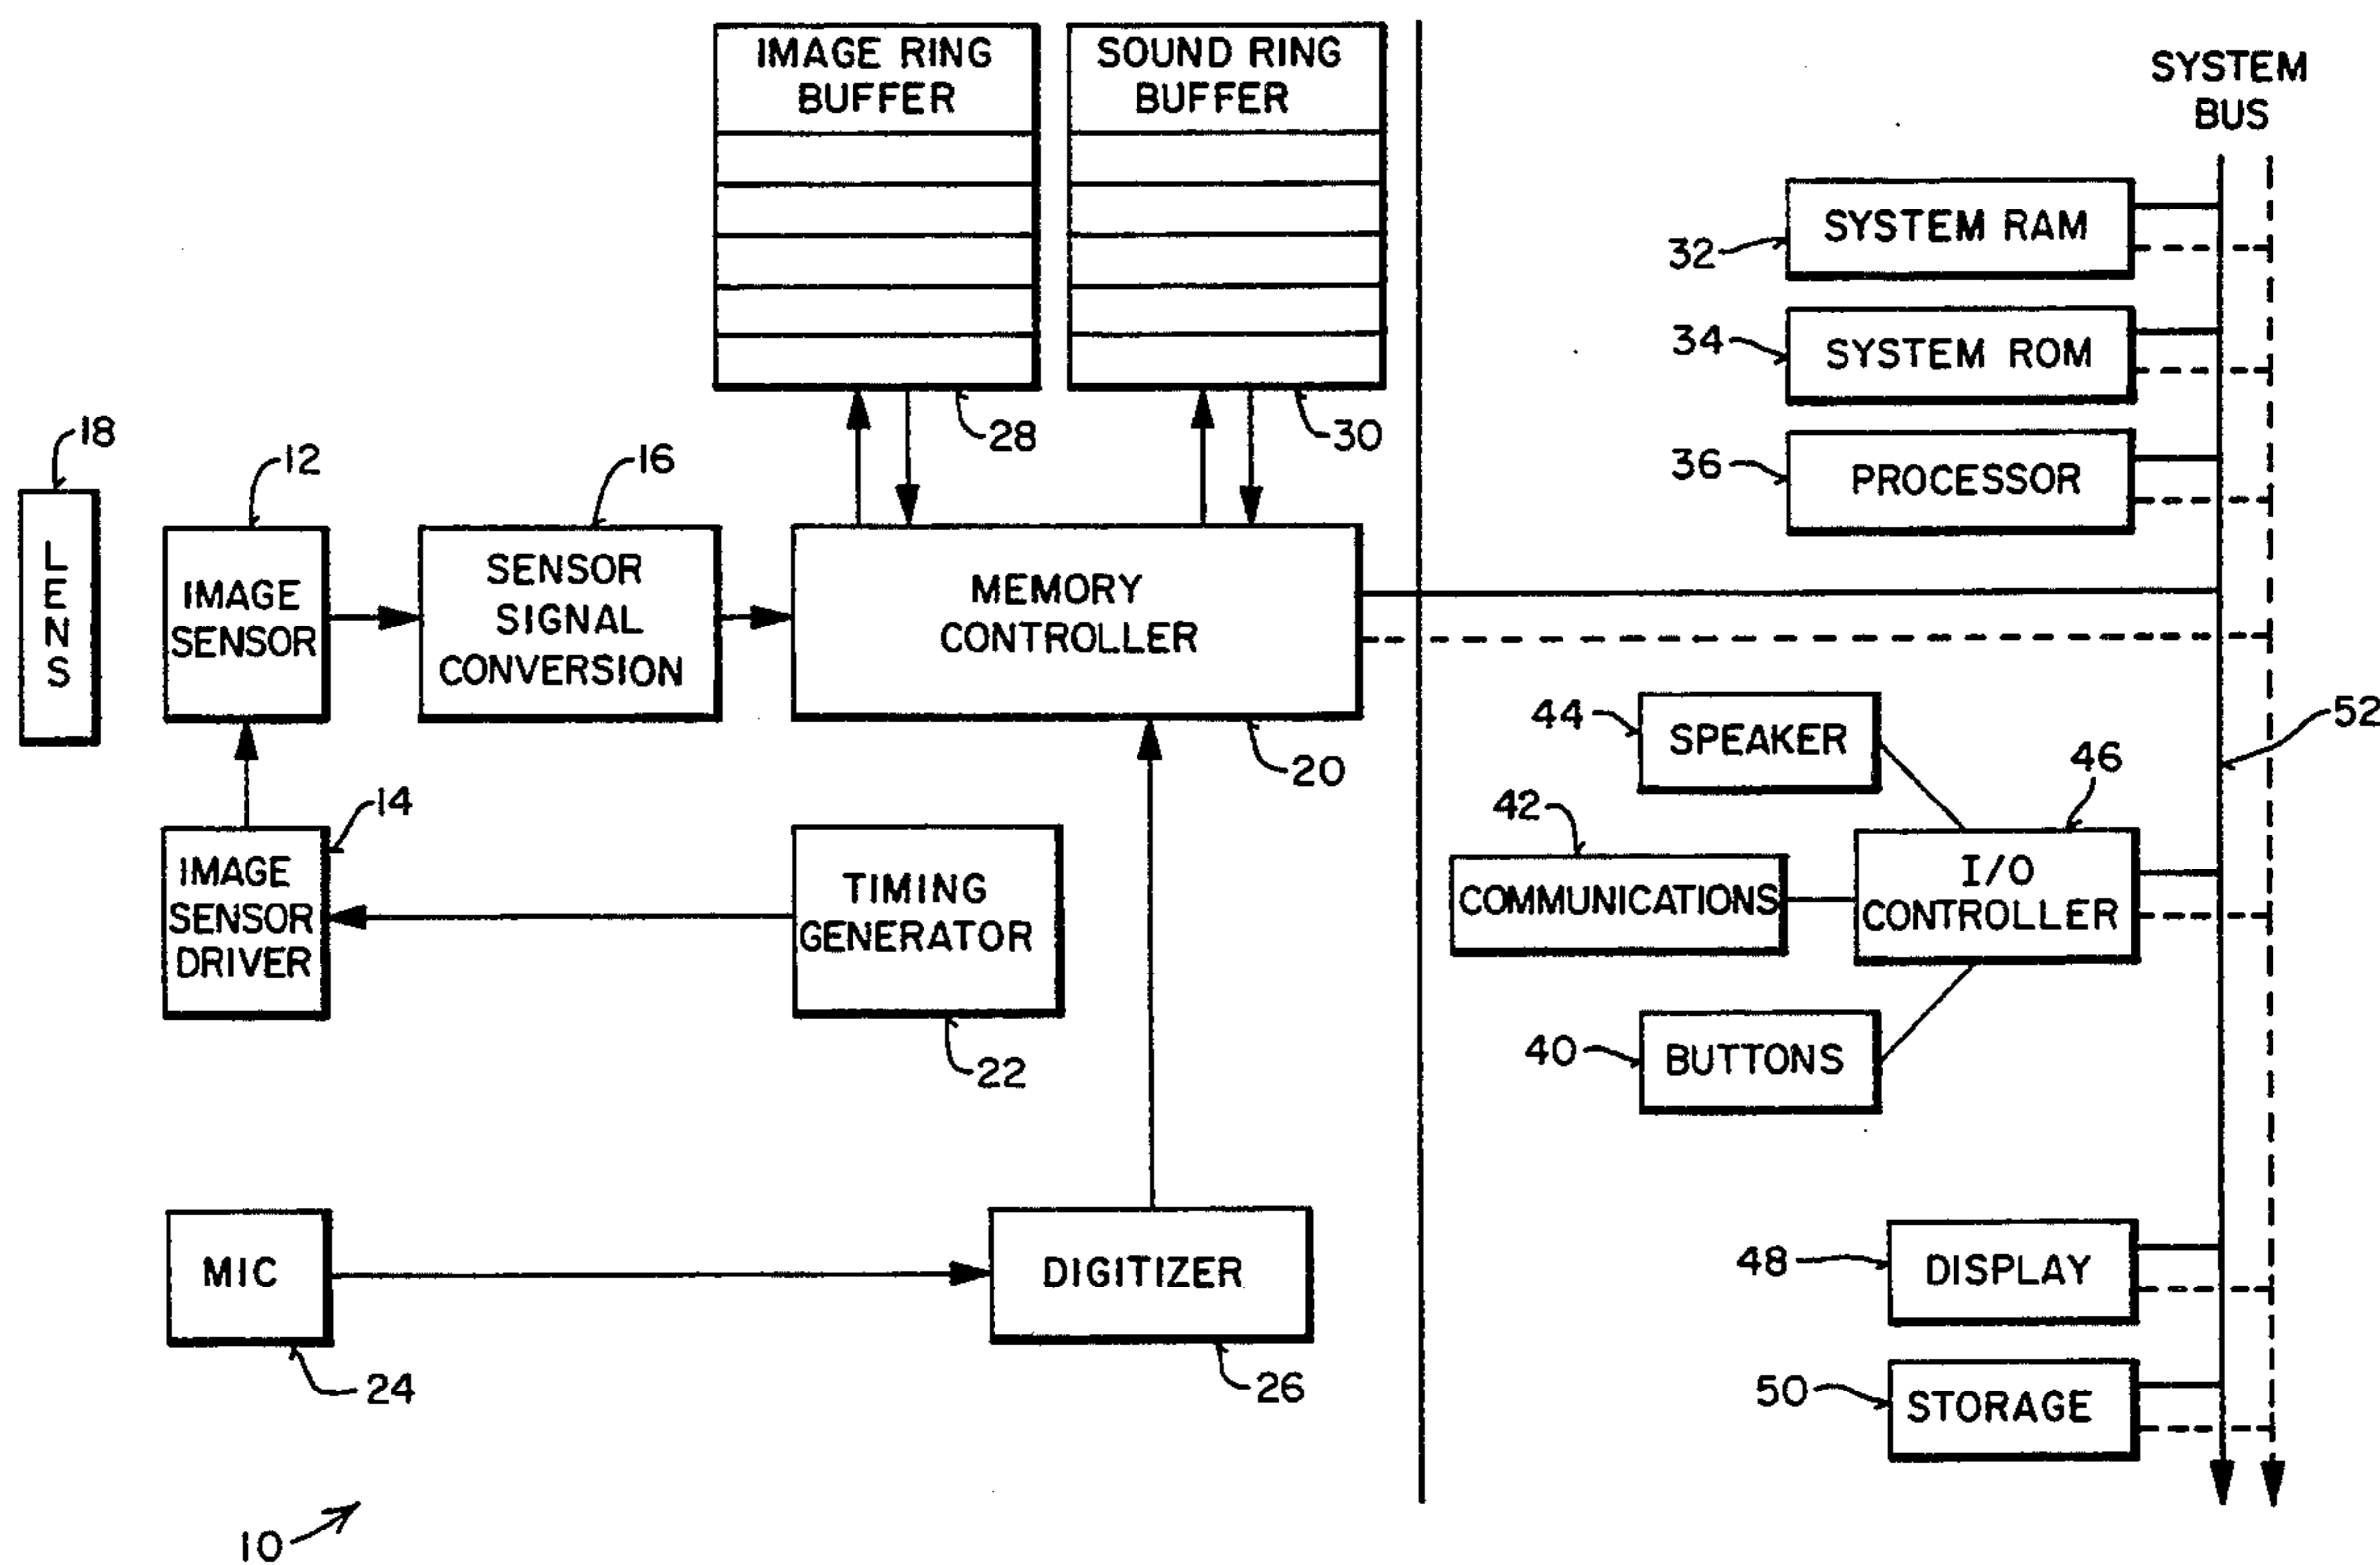 IMAGE RING
BUFFER
28
SOUND RING
BUFFER
30
SYSTEM
BUS
32
SYSTEM RAM
34
SYSTEM ROM
36
PROCESSOR
18
LENS
12
IMAGE
SENSOR
16
SENSOR
SIGNAL
CONVERSION
MEMORY
CONTROLLER
20
14
IMAGE
SENSOR
DRIVER
TIMING
GENERATOR
22
44
SPEAKER
52
42
COMMUNICATIONS
46
I/O
CONTROLLER
40
BUTTONS
MIC
24
DIGITIZER
26
48
DISPLAY
50
STORAGE
10